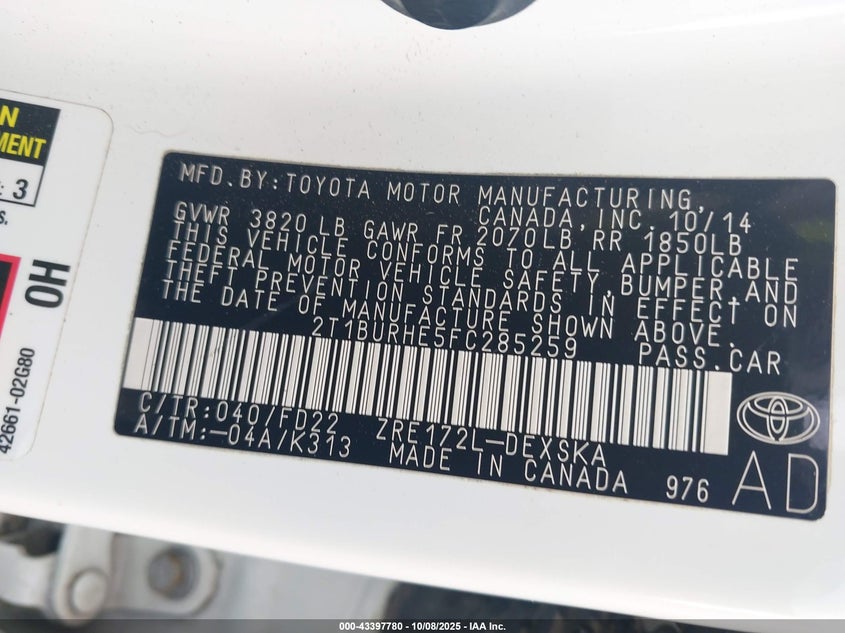 N
MENT
: 3
s.
OH
42661-02G80
MFD.BY:TOYOTA MOTOR MANUFACTURING,
CANADA,INC. 10/14
GVWR 3820 LB GAWR FR 2070LB RR 1850LB
THIS VEHICLE CONFORMS TO ALL APPLICABLE
FEDERAL MOTOR VEHICLE SAFETY,BUMPER,AND
THEFT PREVENTION STANDARDS IN EFFECT ON
THE DATE OF MANUFACTURE SHOWN ABOVE.
2T1BURHE5FC285259 PASS.CAR
C/TR:040/FD22 ZRE172L-DEXSKA
A/TM:-04A/K313 MADE IN CANADA 976
AD
000-43397780 - 10/08/2025 - IAA Inc.